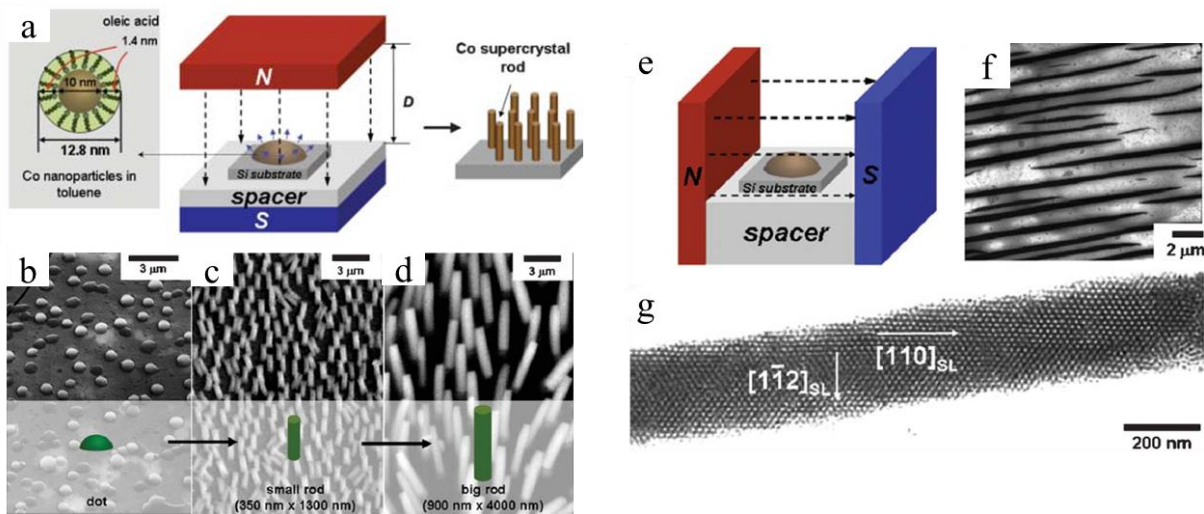 a
oleic acid
1.4 nm
10 nm
12.8 nm
Co nanoparticles in
toluene
N
D
Si substrate
spacer
S
Co supercrystal
rod
b
3 μm
dot
c
3 μm
small rod
(350 nm x 1300 nm)
d
3 μm
big rod
(900 nm x 4000 nm)
e
N
S
Si substrate
spacer
f
2 μm
g
[110]SL
[11̄2]SL
200 nm